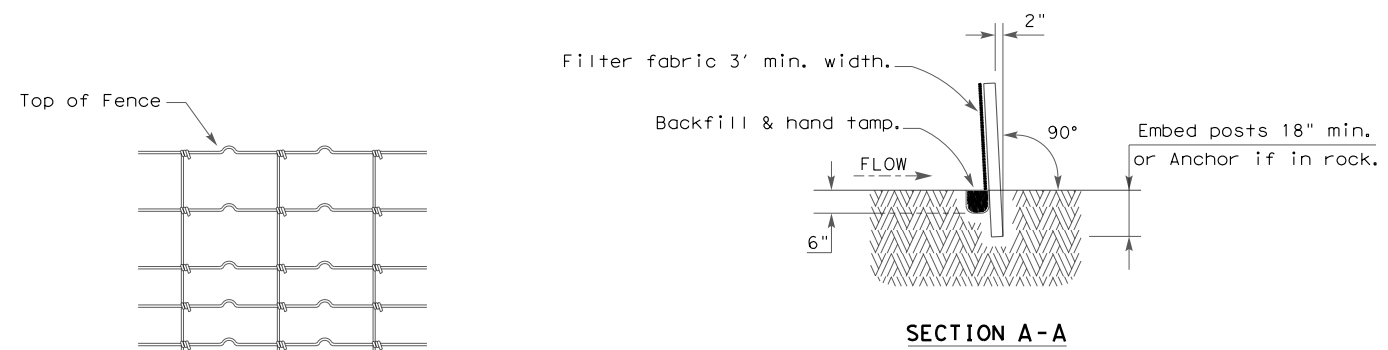 2"
Filter fabric 3' min. width.
Top of Fence
Backfill & hand tamp.
90°
Embed posts 18" min.
or Anchor if in rock.
FLOW
6"
SECTION A-A